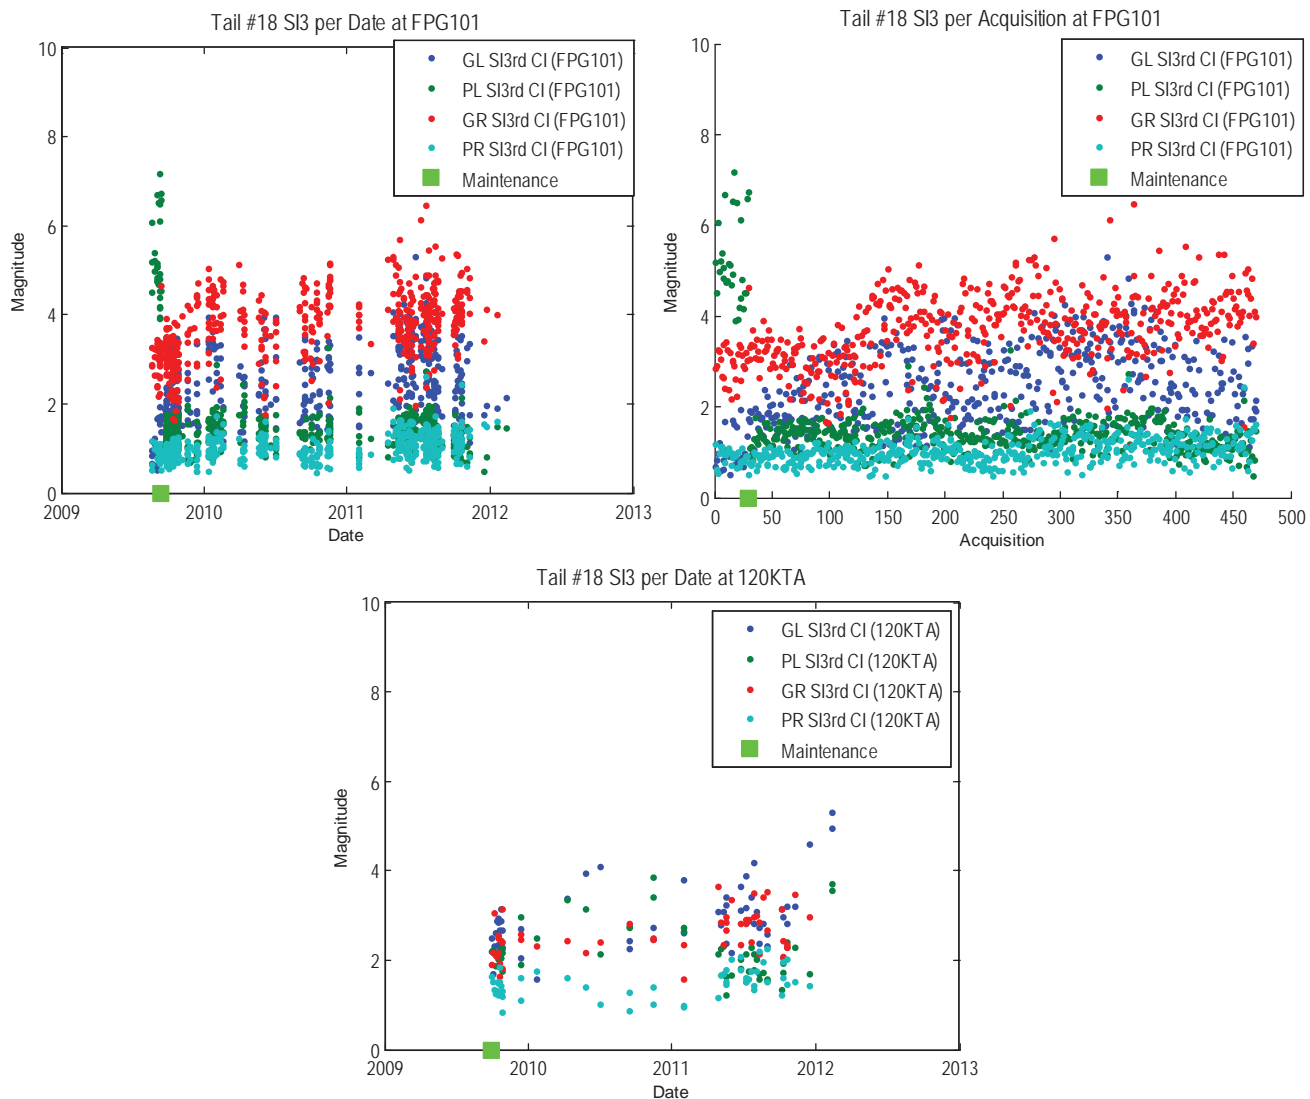 Tail #18 SI3 per Date at FPG101
10
8
6
4
2
0
Magnitude
2009
2010
2011
2012
2013
Date
GL SI3rd CI (FPG101)
PL SI3rd CI (FPG101)
GR SI3rd CI (FPG101)
PR SI3rd CI (FPG101)
Maintenance
Tail #18 SI3 per Acquisition at FPG101
10
8
6
4
2
0
Magnitude
0
50
100
150
200
250
300
350
400
450
500
Acquisition
GL SI3rd CI (FPG101)
PL SI3rd CI (FPG101)
GR SI3rd CI (FPG101)
PR SI3rd CI (FPG101)
Maintenance
Tail #18 SI3 per Date at 120KTA
10
8
6
4
2
0
Magnitude
2009
2010
2011
2012
2013
Date
GL SI3rd CI (120KTA)
PL SI3rd CI (120KTA)
GR SI3rd CI (120KTA)
PR SI3rd CI (120KTA)
Maintenance